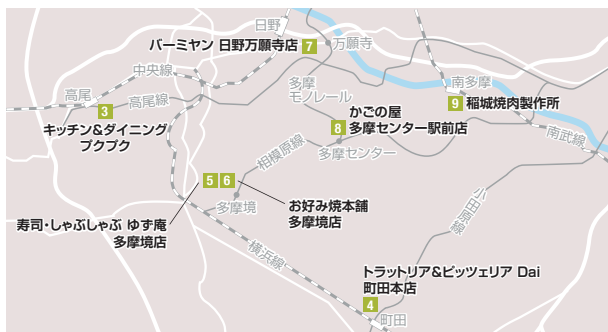 日野
バーミヤン 日野万願寺店
7
万願寺
中央線
高尾
高尾線
3
キッチン&ダイニング
プクプク
多摩
モノレール
南多摩
9
稲城焼肉製作所
かごの屋
多摩センター駅前店
8
多摩センター
南武線
相模原線
5
6
お好み焼本舗
多摩境店
多摩境
寿司・しゃぶしゃぶ ゆず庵
多摩境店
小田原線
横浜線
トラットリア&ピッツェリア Dai
町田本店
4
町田